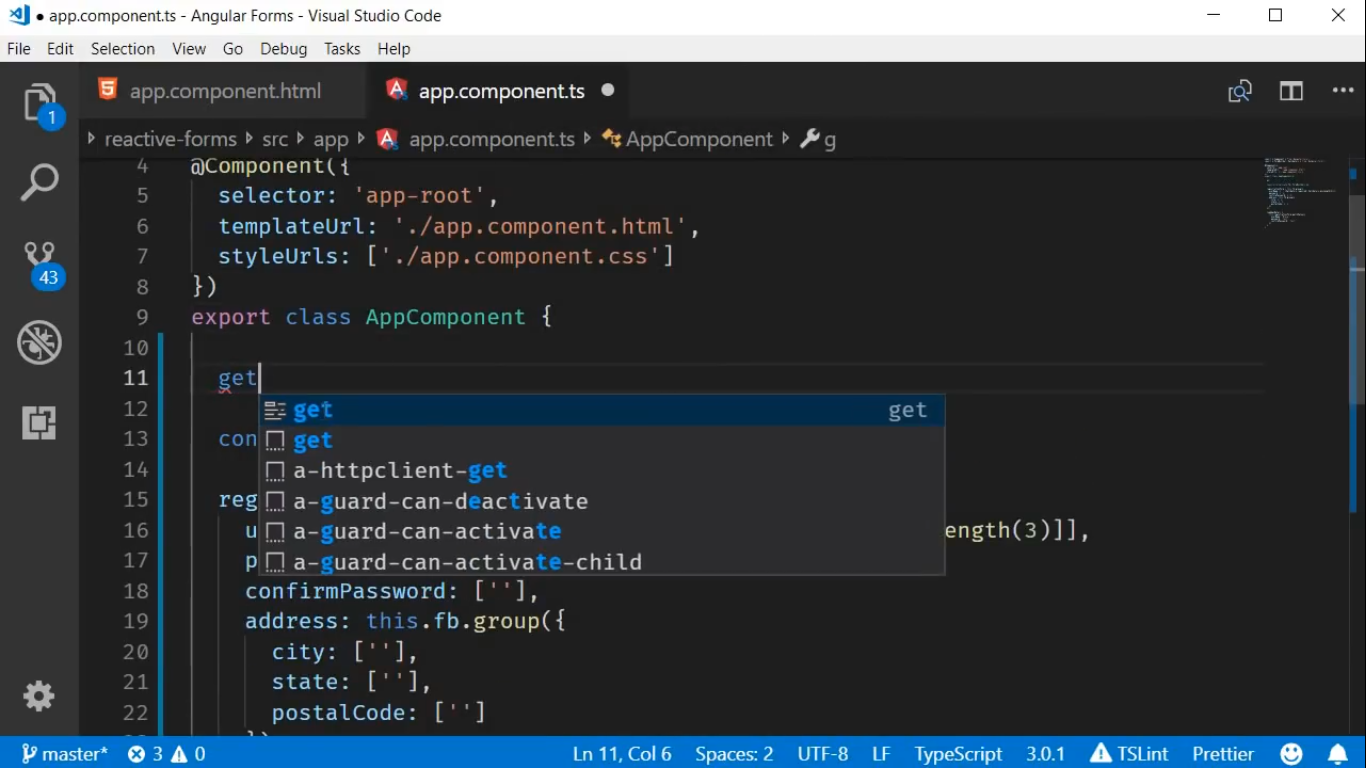 app.component.ts - Angular Forms - Visual Studio Code
File Edit Selection View Go Debug Tasks Help
app.component.html app.component.ts
reactive-forms src app app.component.ts AppComponent g
1
43
4 @Component({
5 selector: 'app-root',
6 templateUrl: './app.component.html',
7 styleUrls: ['./app.component.css']
8 })
9 export class AppComponent {
10
11 get
12 get get
get
13 con
a-httpclient-get
14
15 reg a-guard-can-deactivate
16 u a-guard-can-activate ength(3)]],
17 p a-guard-can-activate-child
18 confirmPassword: [''],
19 address: this.fb.group({
20 city: [''],
21 state: [''],
22 postalCode: ['']
master* 3 0 Ln 11, Col 6 Spaces: 2 UTF-8 LF TypeScript 3.0.1 TSLint Prettier